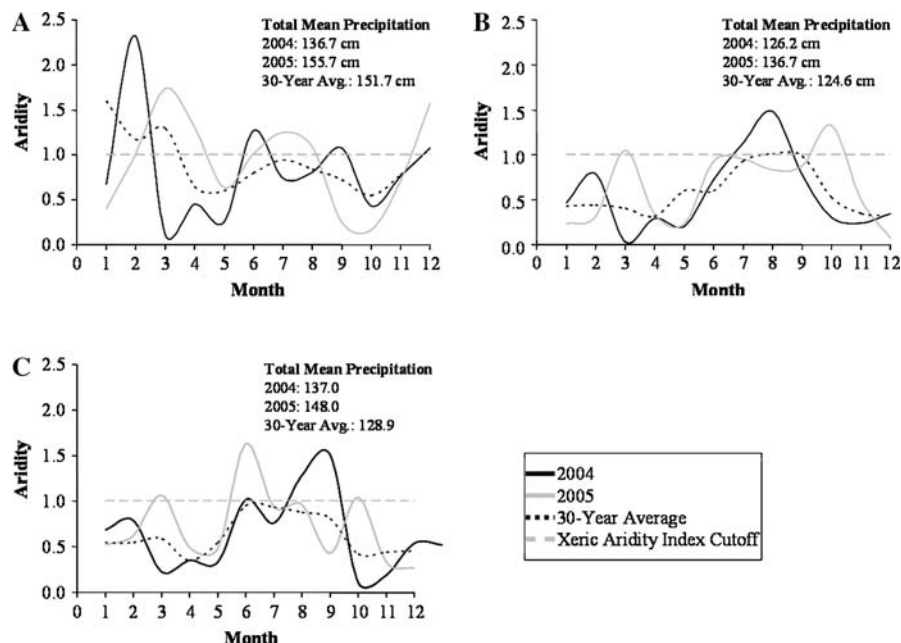 A
Total Mean Precipitation
2004: 136.7 cm
2005: 155.7 cm
30-Year Avg.: 151.7 cm
2.5
2.0
1.5
1.0
0.5
0.0
Aridity
0 1 2 3 4 5 6 7 8 9 10 11 12
Month
B
Total Mean Precipitation
2004: 126.2 cm
2005: 136.7 cm
30-Year Avg.: 124.6 cm
2.5
2.0
1.5
1.0
0.5
0.0
Aridity
0 1 2 3 4 5 6 7 8 9 10 11 12
Month
C
Total Mean Precipitation
2004: 137.0
2005: 148.0
30-Year Avg.: 128.9
2.5
2.0
1.5
1.0
0.5
0.0
Aridity
0 1 2 3 4 5 6 7 8 9 10 11 12
Month
2004
2005
30-Year Average
Xeric Aridity Index Cutoff